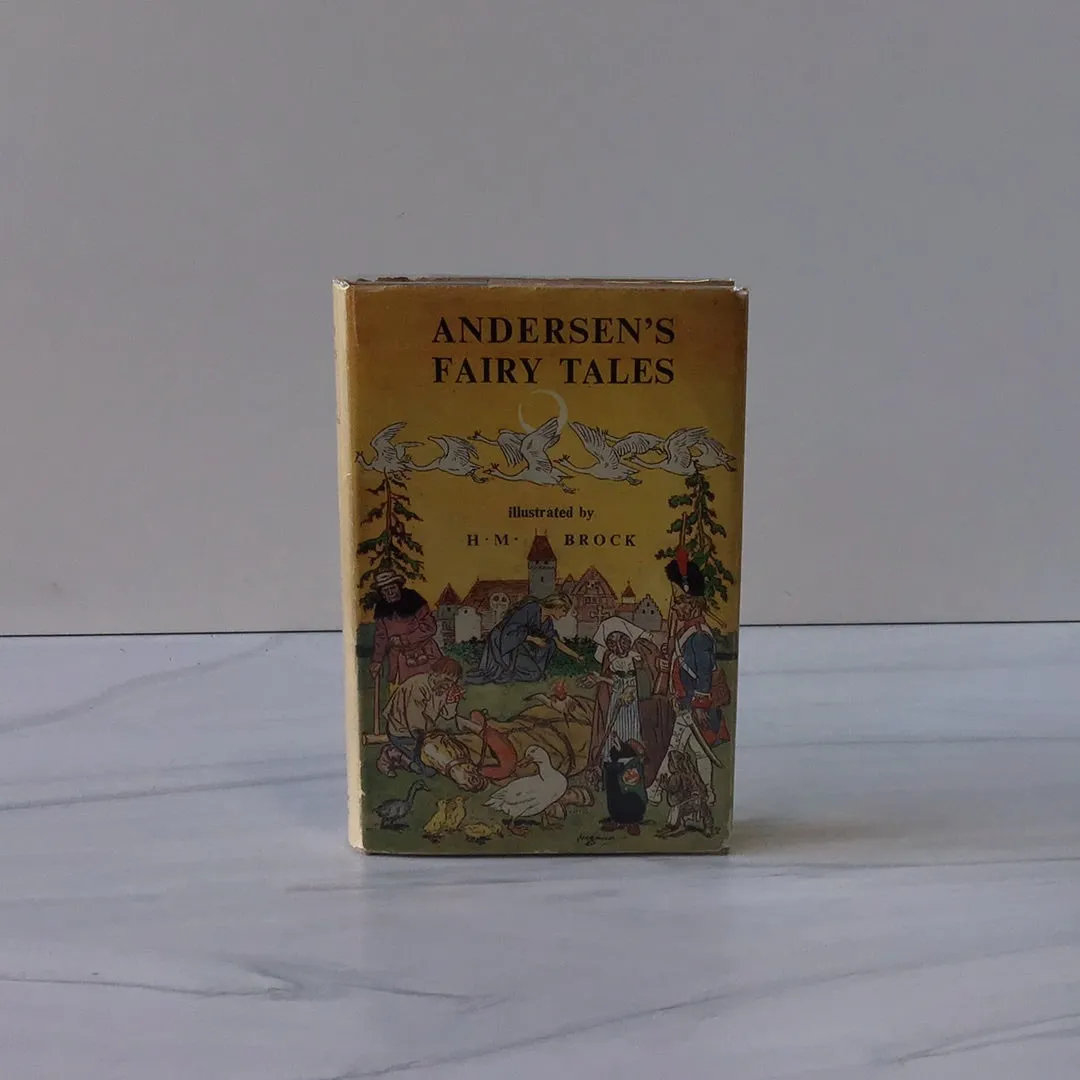 ANDERSEN'S
FAIRY TALES
illustrated by
H·M· BROCK